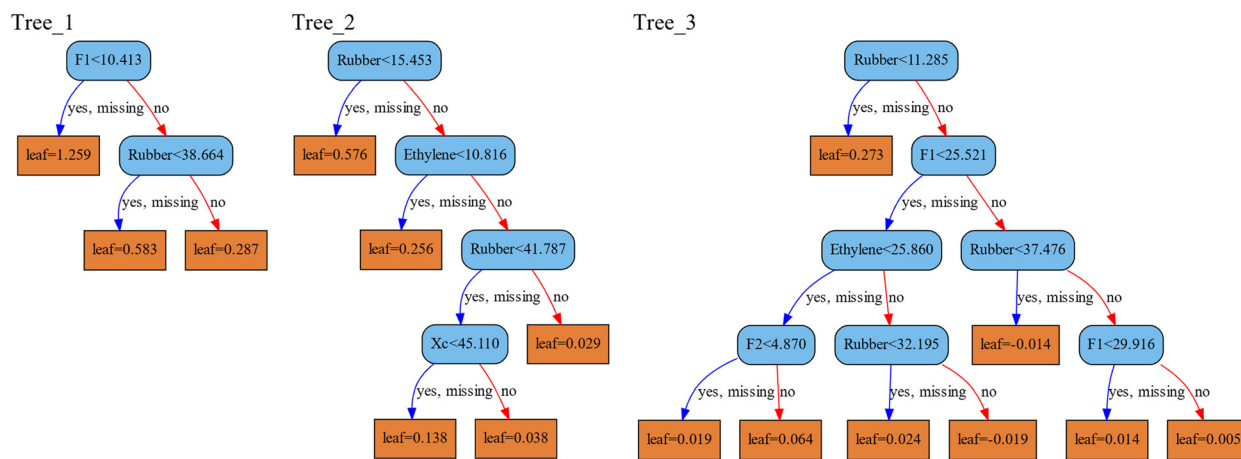 Tree_1
F1<10.413
yes, missing
no
leaf=1.259
Rubber<38.664
yes, missing
no
leaf=0.583
leaf=0.287
Tree_2
Rubber<15.453
yes, missing
no
leaf=0.576
Ethylene<10.816
yes, missing
no
leaf=0.256
Rubber<41.787
yes, missing
no
Xc<45.110
leaf=0.029
yes, missing
no
leaf=0.138
leaf=0.038
Tree_3
Rubber<11.285
yes, missing
no
leaf=0.273
F1<25.521
yes, missing
no
Ethylene<25.860
Rubber<37.476
yes, missing
no
yes, missing
no
F2<4.870
Rubber<32.195
leaf=-0.014
F1<29.916
yes, missing
no
yes, missing
no
yes, missing
no
leaf=0.019
leaf=0.064
leaf=0.024
leaf=-0.019
leaf=0.014
leaf=0.005